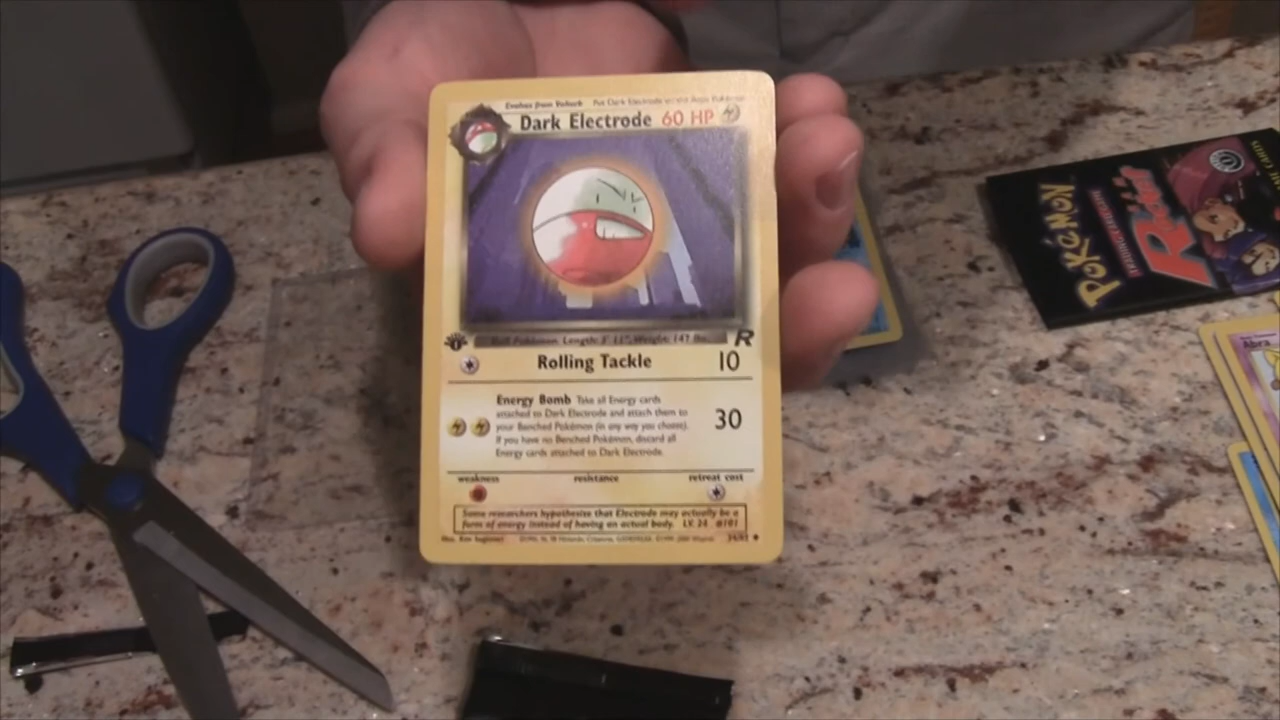 Evolves from Voltorb Put Dark Electrode on the Basic Pokémon
Dark Electrode 60 HP
1
R
Ball Pokémon. Length: 3' 11", Weight: 147 lbs.
Rolling Tackle 10
Energy Bomb Take all Energy cards
attached to Dark Electrode and attach them to
your Benched Pokémon (in any way you choose).
If you have no Benched Pokémon, discard all
Energy cards attached to Dark Electrode.
30
weakness resistance retreat cost
Some researchers hypothesize that Electrode may actually be a
form of energy instead of having an actual body. LV. 24 #101
34/82
POKéMON
Abra